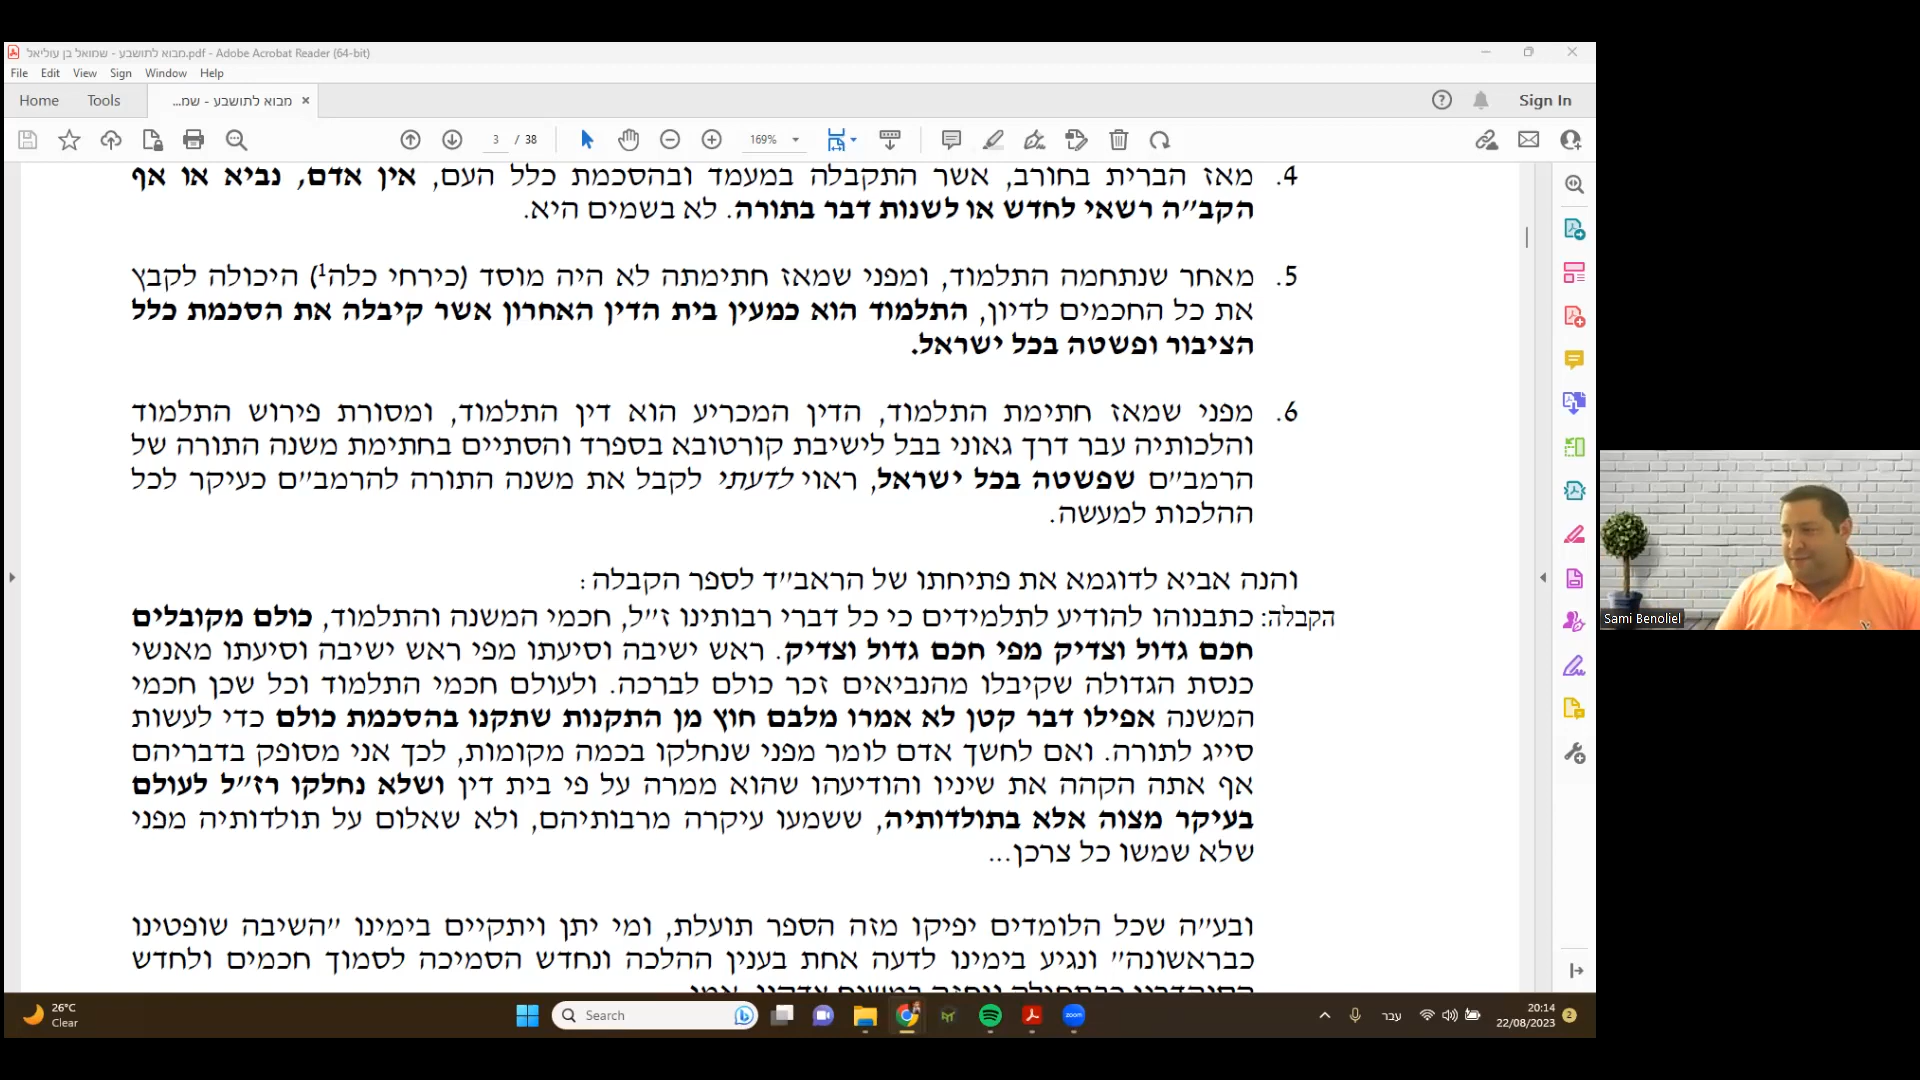 מבוא לתושבע - שמואל בן עוליאל.pdf - Adobe Acrobat Reader (64-bit)
File Edit View Sign Window Help
Home Tools מבוא לתושבע - שמ... × Sign In
3 / 38 169%
4. מאז הברית בחורב, אשר התקבלה במעמד ובהסכמת כלל העם, אין אדם, נביא או אף
הקב״ה רשאי לחדש או לשנות דבר בתורה. לא בשמים היא.
5. מאחר שנתחמה התלמוד, ומפני שמאז חתימתה לא היה מוסד (כירחי כלה1) היכולה לקבץ
את כל החכמים לדיון, התלמוד הוא כמעין בית הדין האחרון אשר קיבלה את הסכמת כלל
הציבור ופשטה בכל ישראל.
6. מפני שמאז חתימת התלמוד, הדין המכריע הוא דין התלמוד, ומסורת פירוש התלמוד
והלכותיה עבר דרך גאוני בבל לישיבת קורטובא בספרד והסתיים בחתימת משנה התורה של
הרמב״ם שפשטה בכל ישראל, ראוי לדעתי לקבל את משנה התורה להרמב״ם כעיקר לכל
ההלכות למעשה.
והנה אביא לדוגמא את פתיחתו של הראב״ד לספר הקבלה:
הקבלה: כתבנוהו להודיע לתלמידים כי כל דברי רבותינו ז״ל, חכמי המשנה והתלמוד, כולם מקובלים
חכם גדול וצדיק מפי חכם גדול וצדיק. ראש ישיבה וסיעתו מפי ראש ישיבה וסיעתו מאנשי
כנסת הגדולה שקיבלו מהנביאים זכר כולם לברכה. ולעולם חכמי התלמוד וכל שכן חכמי
המשנה אפילו דבר קטן לא אמרו מלבם חוץ מן התקנות שתקנו בהסכמת כולם כדי לעשות
סייג לתורה. ואם לחשך אדם לומר מפני שנחלקו בכמה מקומות, לכך אני מסופק בדבריהם
אף אתה הקהה את שיניו והודיעהו שהוא ממרה על פי בית דין ושלא נחלקו רז״ל לעולם
בעיקר מצוה אלא בתולדותיה, ששמעו עיקרה מרבותיהם, ולא שאלום על תולדותיה מפני
שלא שמשו כל צרכן...
ובע״ה שכל הלומדים יפיקו מזה הספר תועלת, ומי יתן ויתקיים בימינו ״השיבה שופטינו
כבראשונה״ ונגיע בימינו לדעה אחת בענין ההלכה ונחדש הסמיכה לסמוך חכמים ולחדש
Sami Benoliel
26°C
Clear
Search
zoom
עבר
20:14
22/08/2023
2